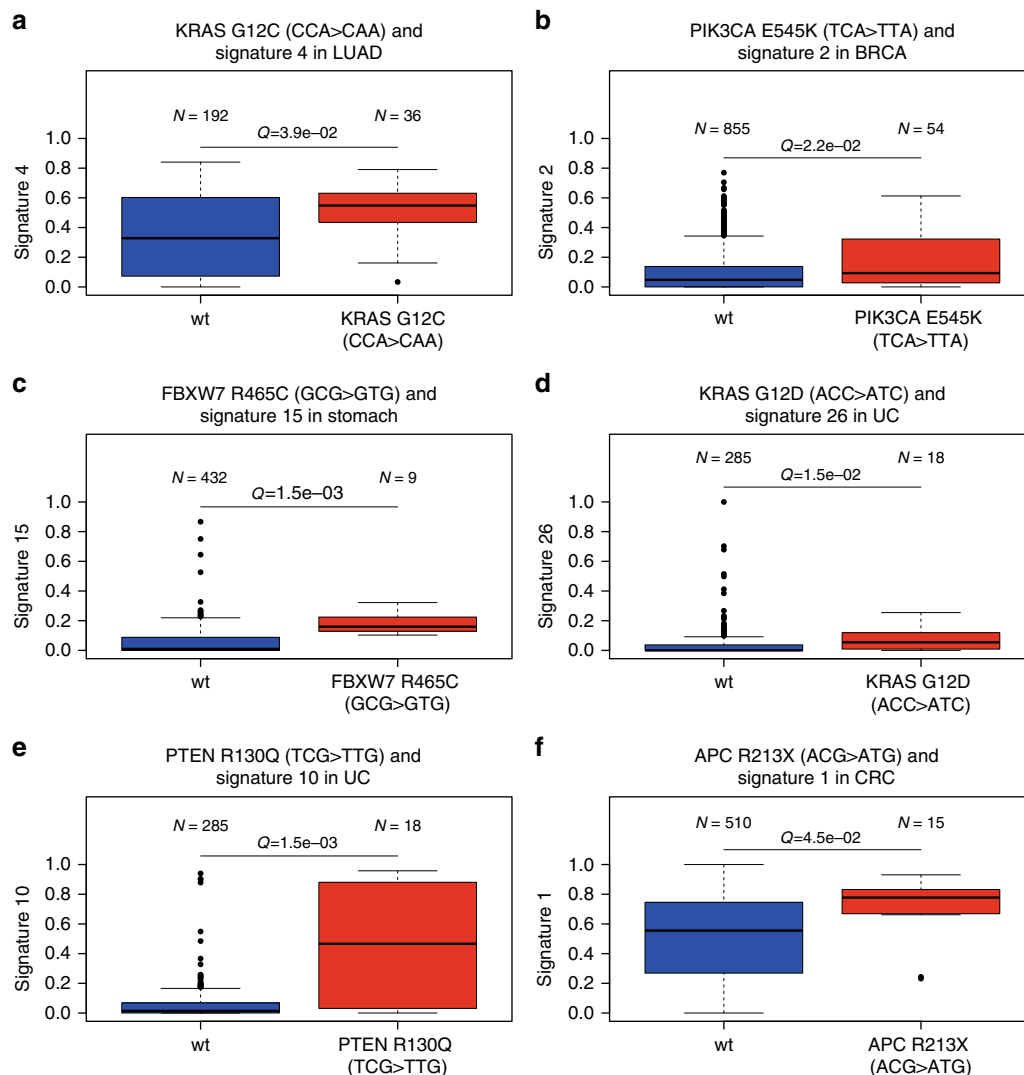 a
KRAS G12C (CCA>CAA) and
signature 4 in LUAD
N = 192
N = 36
Q=3.9e–02
1.0
0.8
0.6
0.4
0.2
0.0
Signature 4
wt
KRAS G12C
(CCA>CAA)
b
PIK3CA E545K (TCA>TTA) and
signature 2 in BRCA
N = 855
N = 54
Q=2.2e–02
1.0
0.8
0.6
0.4
0.2
0.0
Signature 2
wt
PIK3CA E545K
(TCA>TTA)
c
FBXW7 R465C (GCG>GTG) and
signature 15 in stomach
N = 432
N = 9
Q=1.5e–03
1.0
0.8
0.6
0.4
0.2
0.0
Signature 15
wt
FBXW7 R465C
(GCG>GTG)
d
KRAS G12D (ACC>ATC) and
signature 26 in UC
N = 285
N = 18
Q=1.5e–02
1.0
0.8
0.6
0.4
0.2
0.0
Signature 26
wt
KRAS G12D
(ACC>ATC)
e
PTEN R130Q (TCG>TTG) and
signature 10 in UC
N = 285
N = 18
Q=1.5e–03
1.0
0.8
0.6
0.4
0.2
0.0
Signature 10
wt
PTEN R130Q
(TCG>TTG)
f
APC R213X (ACG>ATG) and
signature 1 in CRC
N = 510
N = 15
Q=4.5e–02
1.0
0.8
0.6
0.4
0.2
0.0
Signature 1
wt
APC R213X
(ACG>ATG)